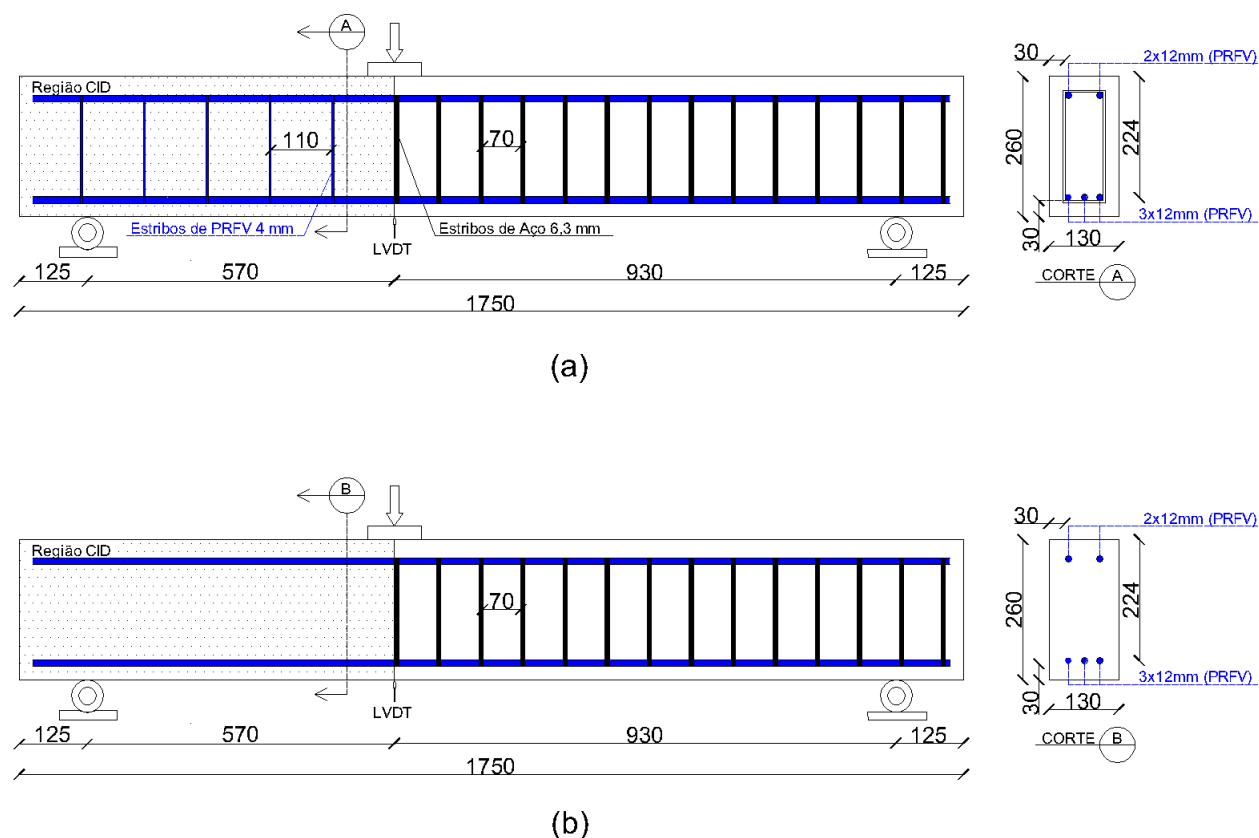 A
30
2x12mm (PRFV)
Região CID
110
70
260
224
Estribos de PRFV 4 mm
Estribos de Aço 6,3 mm
3x12mm (PRFV)
LVDT
30
130
125
570
930
125
CORTE A
1750
(a)
B
30
2x12mm (PRFV)
Região CID
70
260
224
3x12mm (PRFV)
LVDT
30
130
125
570
930
125
CORTE B
1750
(b)